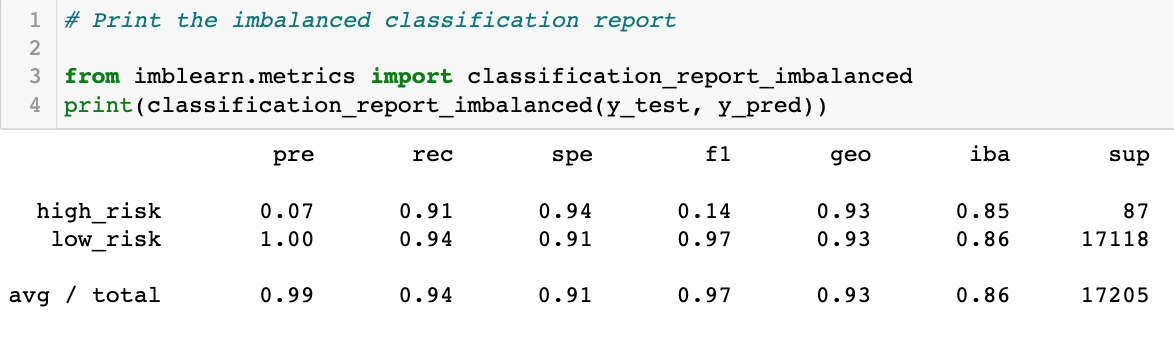 1 # Print the imbalanced classification report
2
3 from imblearn.metrics import classification_report_imbalanced
4 print(classification_report_imbalanced(y_test, y_pred))
pre rec spe f1 geo iba sup
high_risk 0.07 0.91 0.94 0.14 0.93 0.85 87
low_risk 1.00 0.94 0.91 0.97 0.93 0.86 17118
avg / total 0.99 0.94 0.91 0.97 0.93 0.86 17205